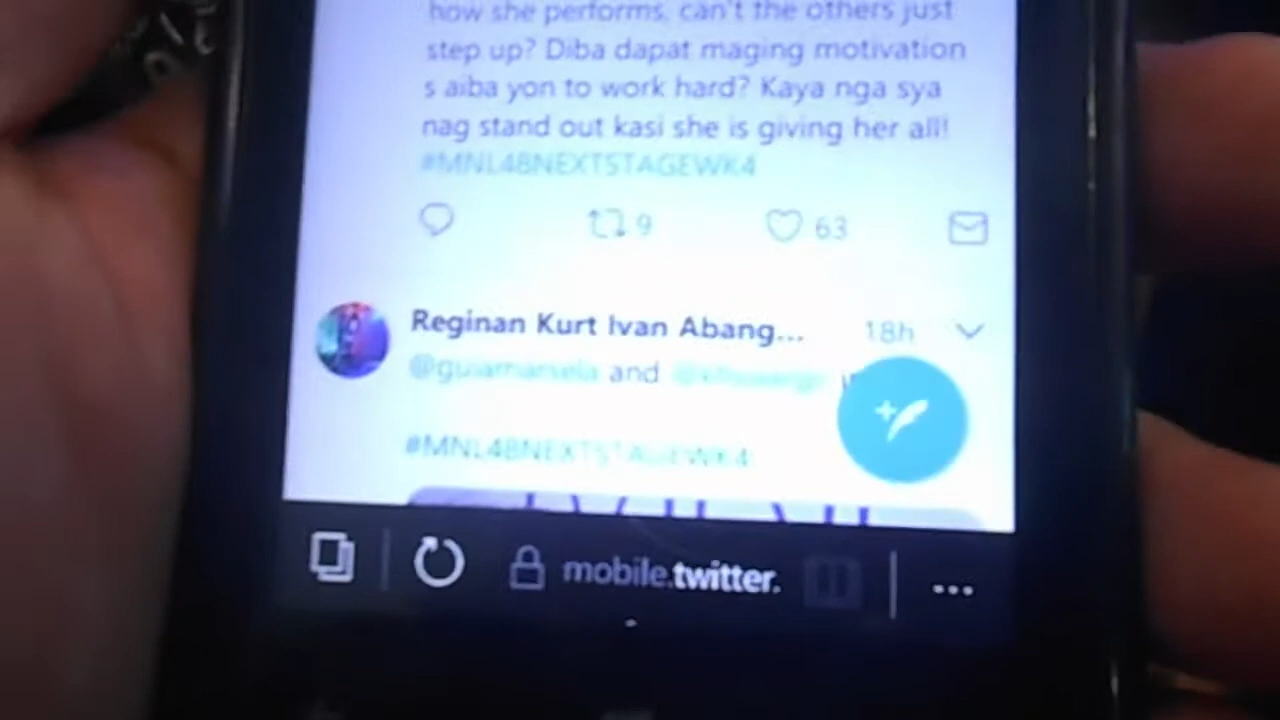 how she performs, can't the others just
step up? Diba dapat maging motivation
s aiba yon to work hard? Kaya nga sya
nag stand out kasi she is giving her all!
#MNL48NEXTSTAGEWK4
9 63
Reginan Kurt Ivan Abang... 18h
@guiamarsela and
#MNL48NEXTSTAGEWK4
mobile.twitter.